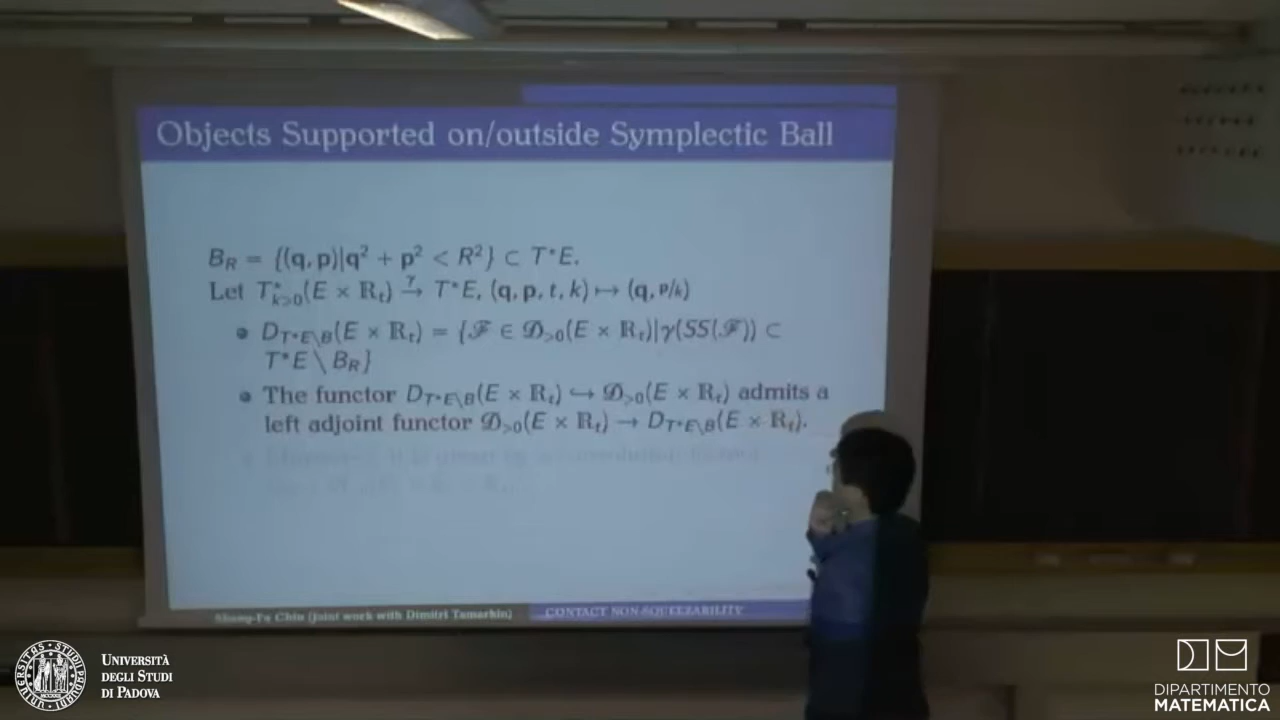 Objects Supported on/outside Symplectic Ball
B_R = {(q, p)|q² + p² < R²} ⊂ T*E.
Let T*_{k>0}(E × ℝ_t) →^γ T*E, (q, p, t, k) ↦ (q, p/k)
• D_{T*E\B}(E × ℝ_t) = {ℱ ∈ 𝒟_{>0}(E × ℝ_t)|γ(SS(ℱ)) ⊂
T*E \ B_R}
• The functor D_{T*E\B}(E × ℝ_t) ↪ 𝒟_{>0}(E × ℝ_t) admits a
left adjoint functor 𝒟_{>0}(E × ℝ_t) → D_{T*E\B}(E × ℝ_t).
(joint work with Dimitri Tamarkin)
CONTACT NON-SQUEEZABILITY
UNIVERSITÀ
DEGLI STUDI
DI PADOVA
DIPARTIMENTO
MATEMATICA